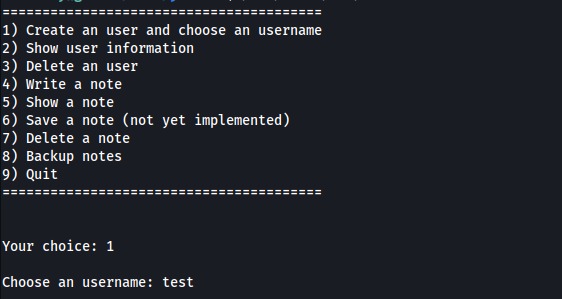 ========================================
1) Create an user and choose an username
2) Show user information
3) Delete an user
4) Write a note
5) Show a note
6) Save a note (not yet implemented)
7) Delete a note
8) Backup notes
9) Quit
========================================
Your choice: 1
Choose an username: test